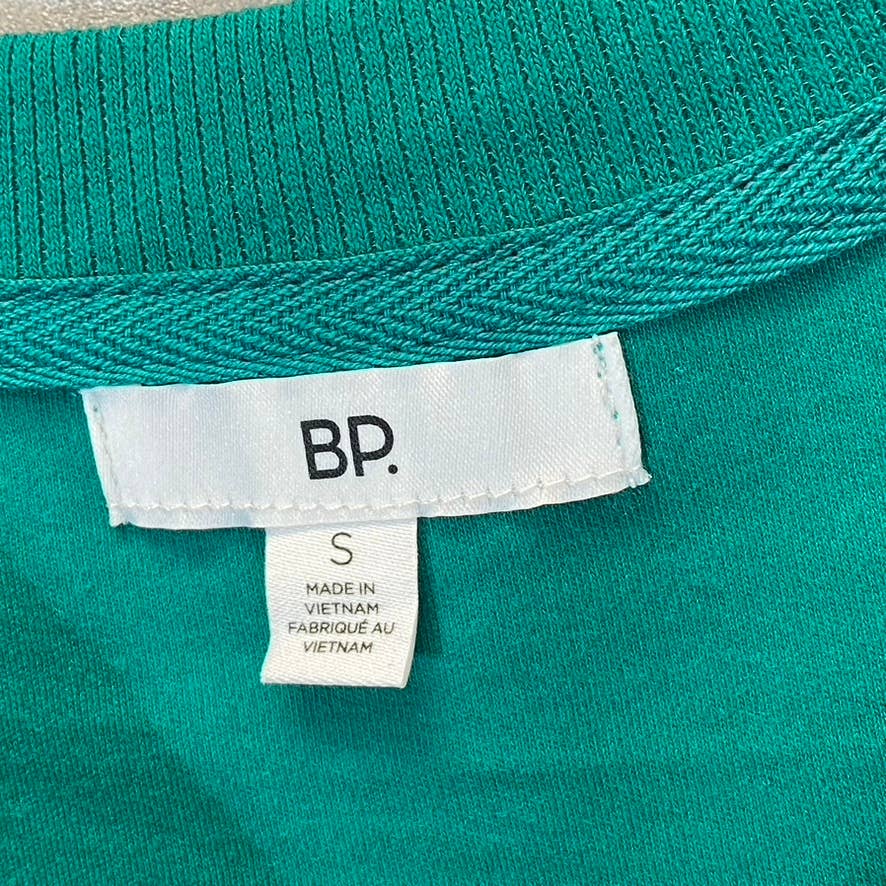 BP.
S
MADE IN
VIETNAM
FABRIQUÉ AU
VIETNAM